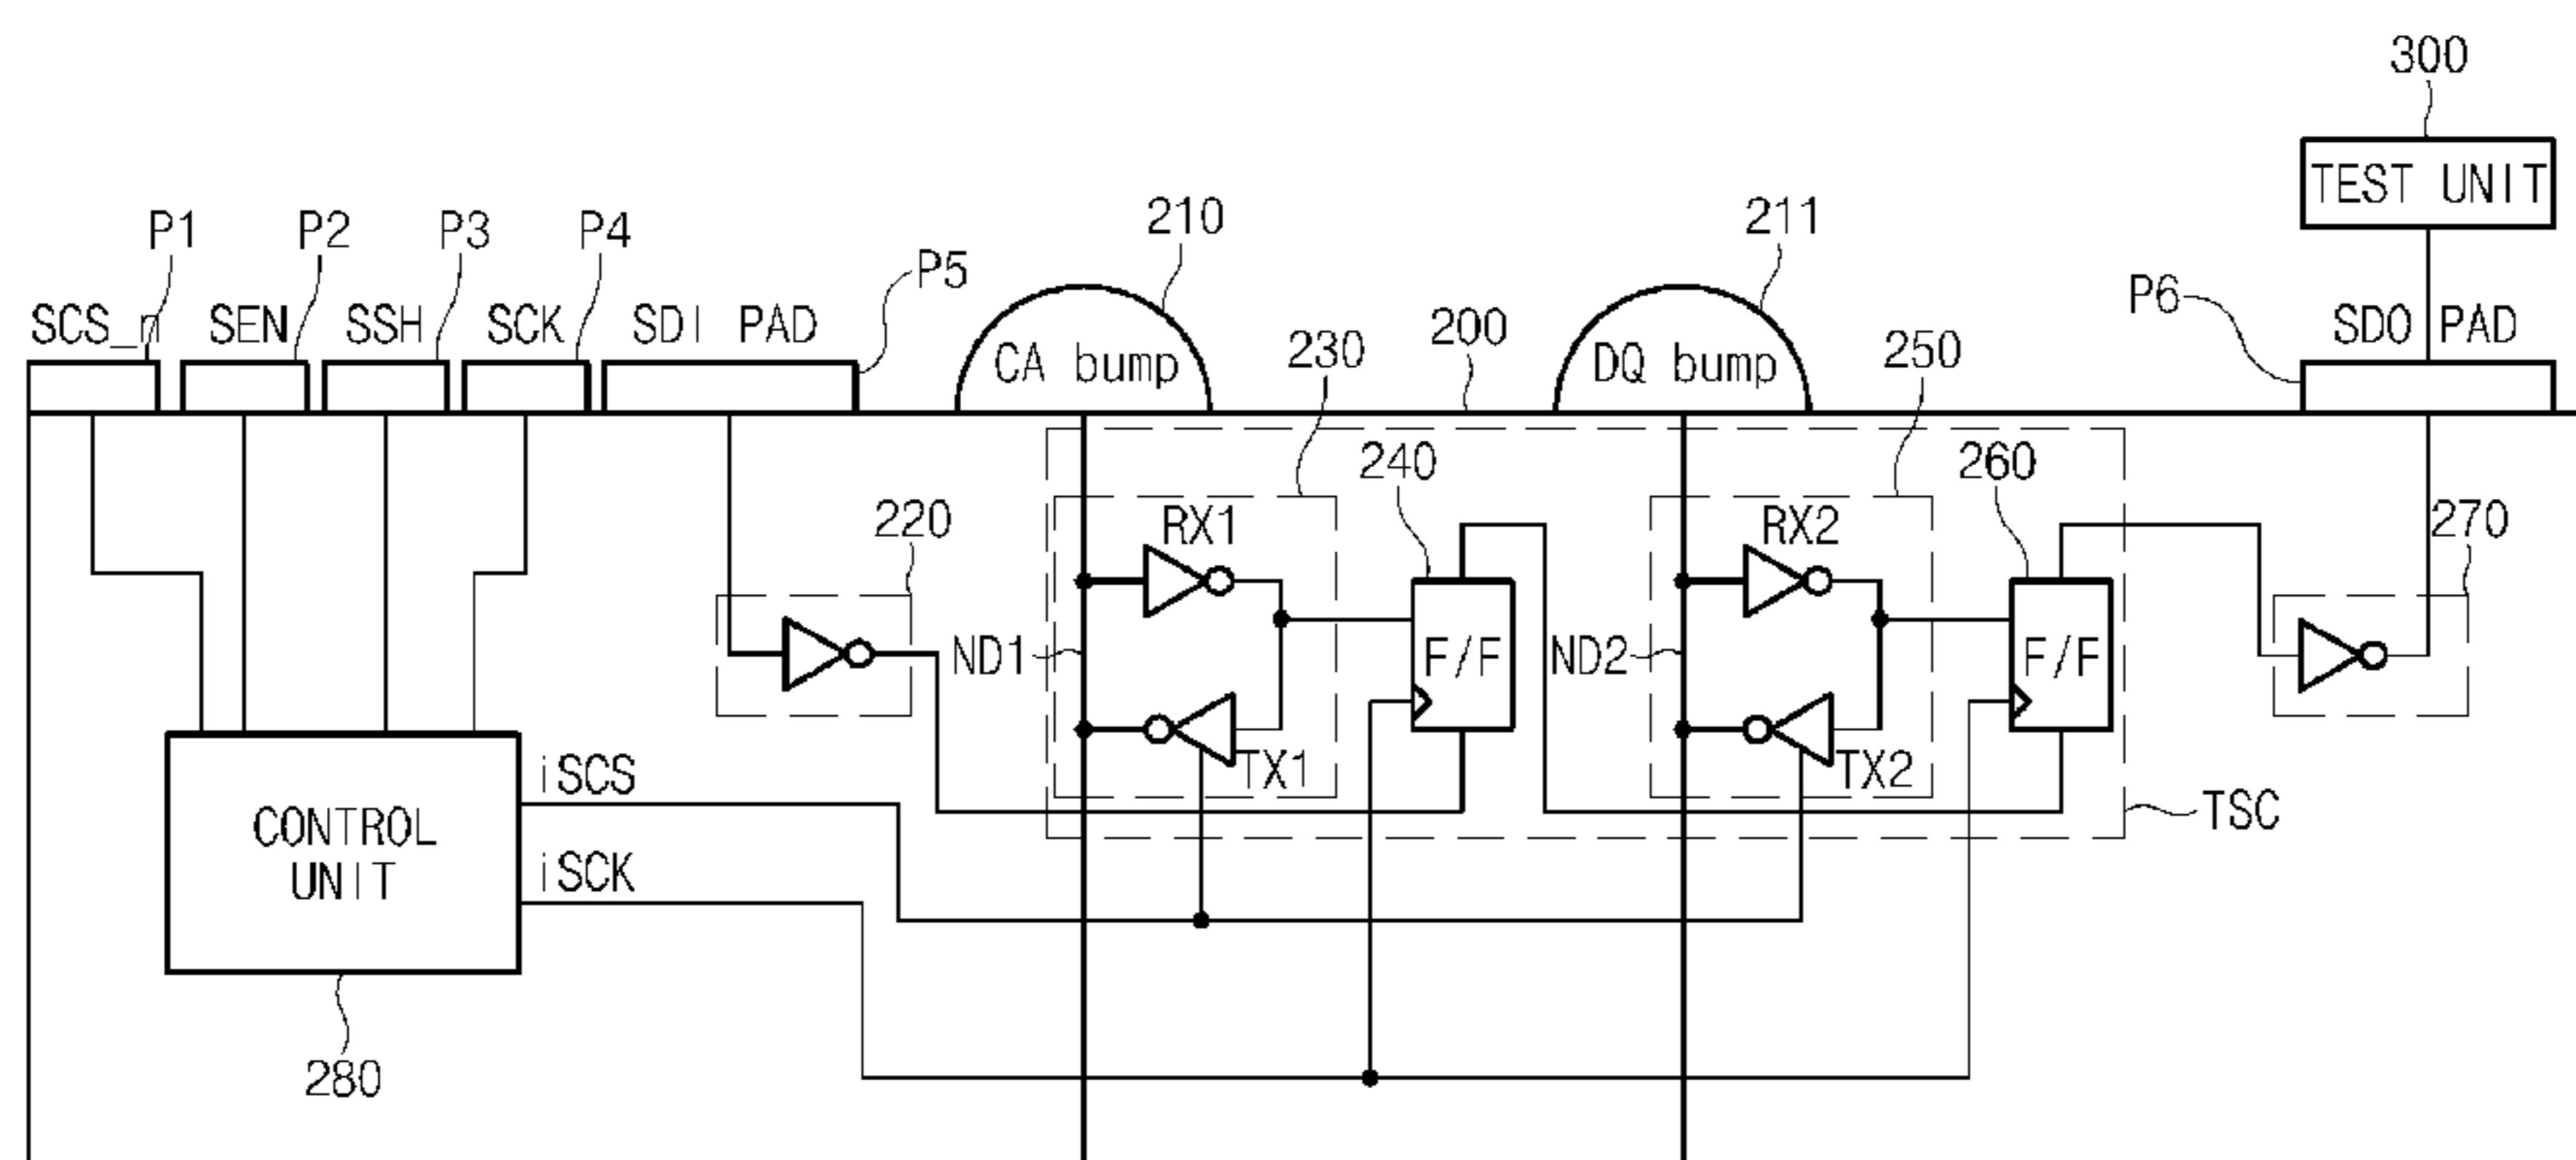 300
TEST UNIT
P1
P2
P3
P4
P5
210
211
P6
SCS_n
SEN
SSH
SCK
SDI PAD
CA bump
230
200
DQ bump
250
SDO PAD
220
RX1
240
RX2
260
270
ND1
F/F
ND2
F/F
TX1
TX2
TSC
CONTROL
UNIT
iSCS
iSCK
280